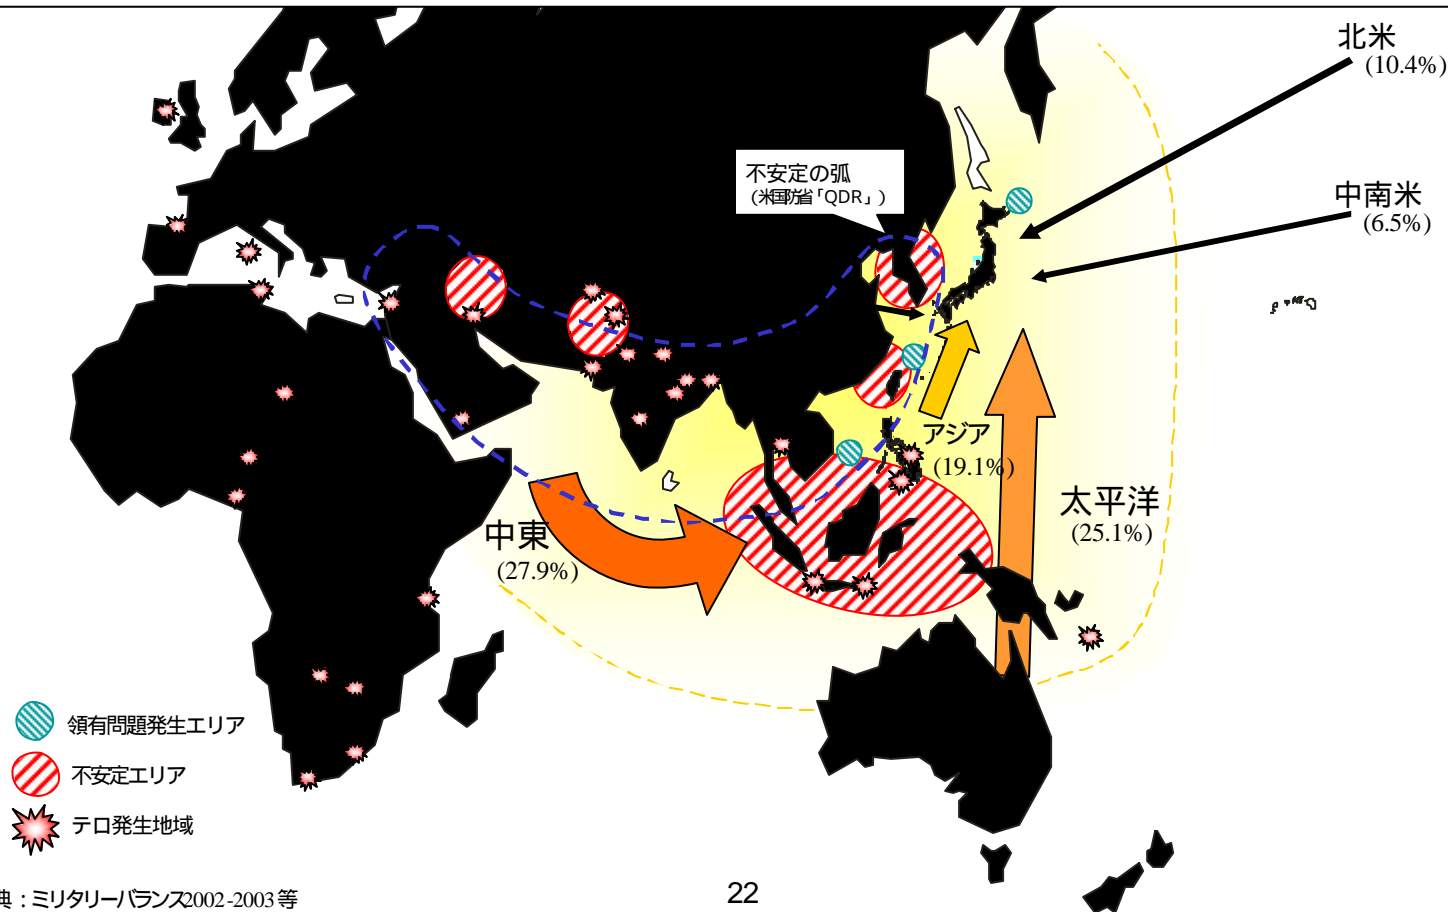 北米
(10.4%)
不安定の弧
(米国防省「QDR」)
中南米
(6.5%)
アジア
(19.1%)
太平洋
(25.1%)
中東
(27.9%)
領有問題発生エリア
不安定エリア
テロ発生地域
典：ミリタリーバランス2002-2003等
22